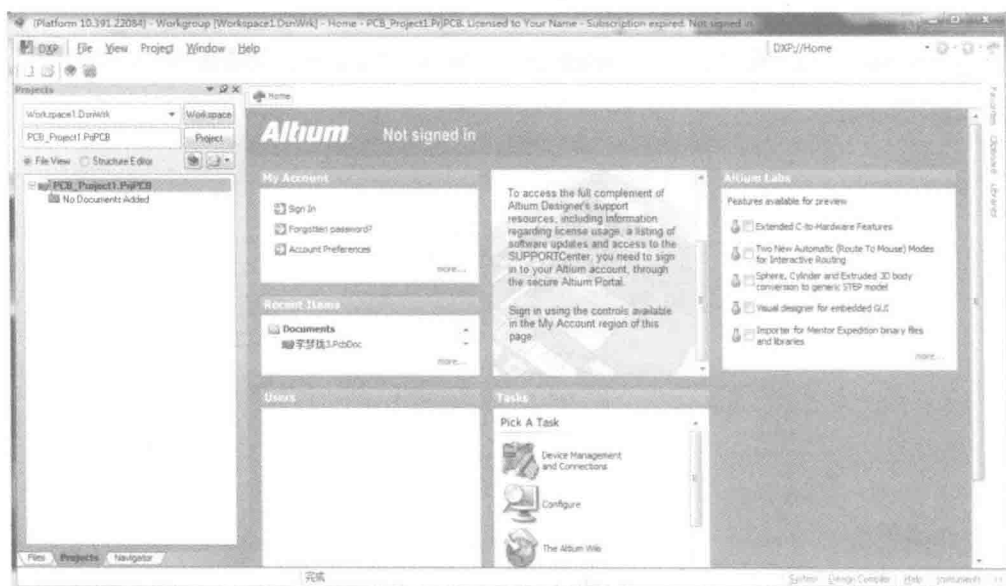 (Platform 10.391.22084) - Workgroup [Workspace1.DsnWrk] - Home - PCB_Project1.PrjPCB. Licensed to Your Name - Subscription expired. Not signed in.
DXP File View Project Window Help
DXP://Home
Projects
Workspace1.DsnWrk Workspace
PCB_Project1.PrjPCB Project
File View Structure Editor
PCB_Project1.PrjPCB
No Documents Added
Files Projects Navigator
Home
Altium Not signed in
My Account
Sign In
Forgotten password?
Account Preferences
more...
Recent Items
Documents
李梦珑3.PcbDoc
more...
Users
To access the full complement of
Altium Designer's support
resources, including information
regarding license usage, a listing of
software updates and access to the
SUPPORTCenter, you need to sign
in to your Altium account, through
the secure Altium Portal.
Sign in using the controls available
in the My Account region of this
page.
Tasks
Pick A Task
Device Management
and Connections
Configure
The Altium Wiki
Altium Labs
Features available for preview
Extended C-to-Hardware Features
Two New Automatic (Route To Mouse) Modes
for Interactive Routing
Sphere, Cylinder and Extruded 3D body
conversion to generic STEP model
Visual designer for embedded GUI
Importer for Mentor Expedition binary files
and libraries
more...
Favorites Clipboard Libraries
完成
System Design Compiler Help Instruments